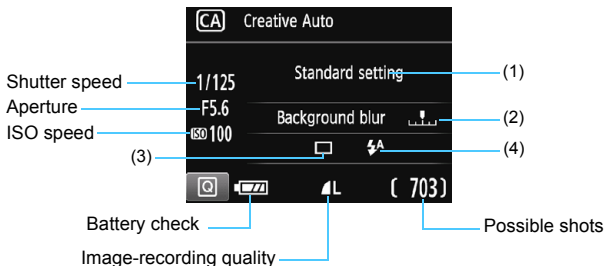 CA Creative Auto
Shutter speed 1/125 Standard setting (1)
Aperture F5.6
Background blur (2)
ISO speed ISO 100
(3) A (4)
Q L ( 703)
Battery check Possible shots
Image-recording quality